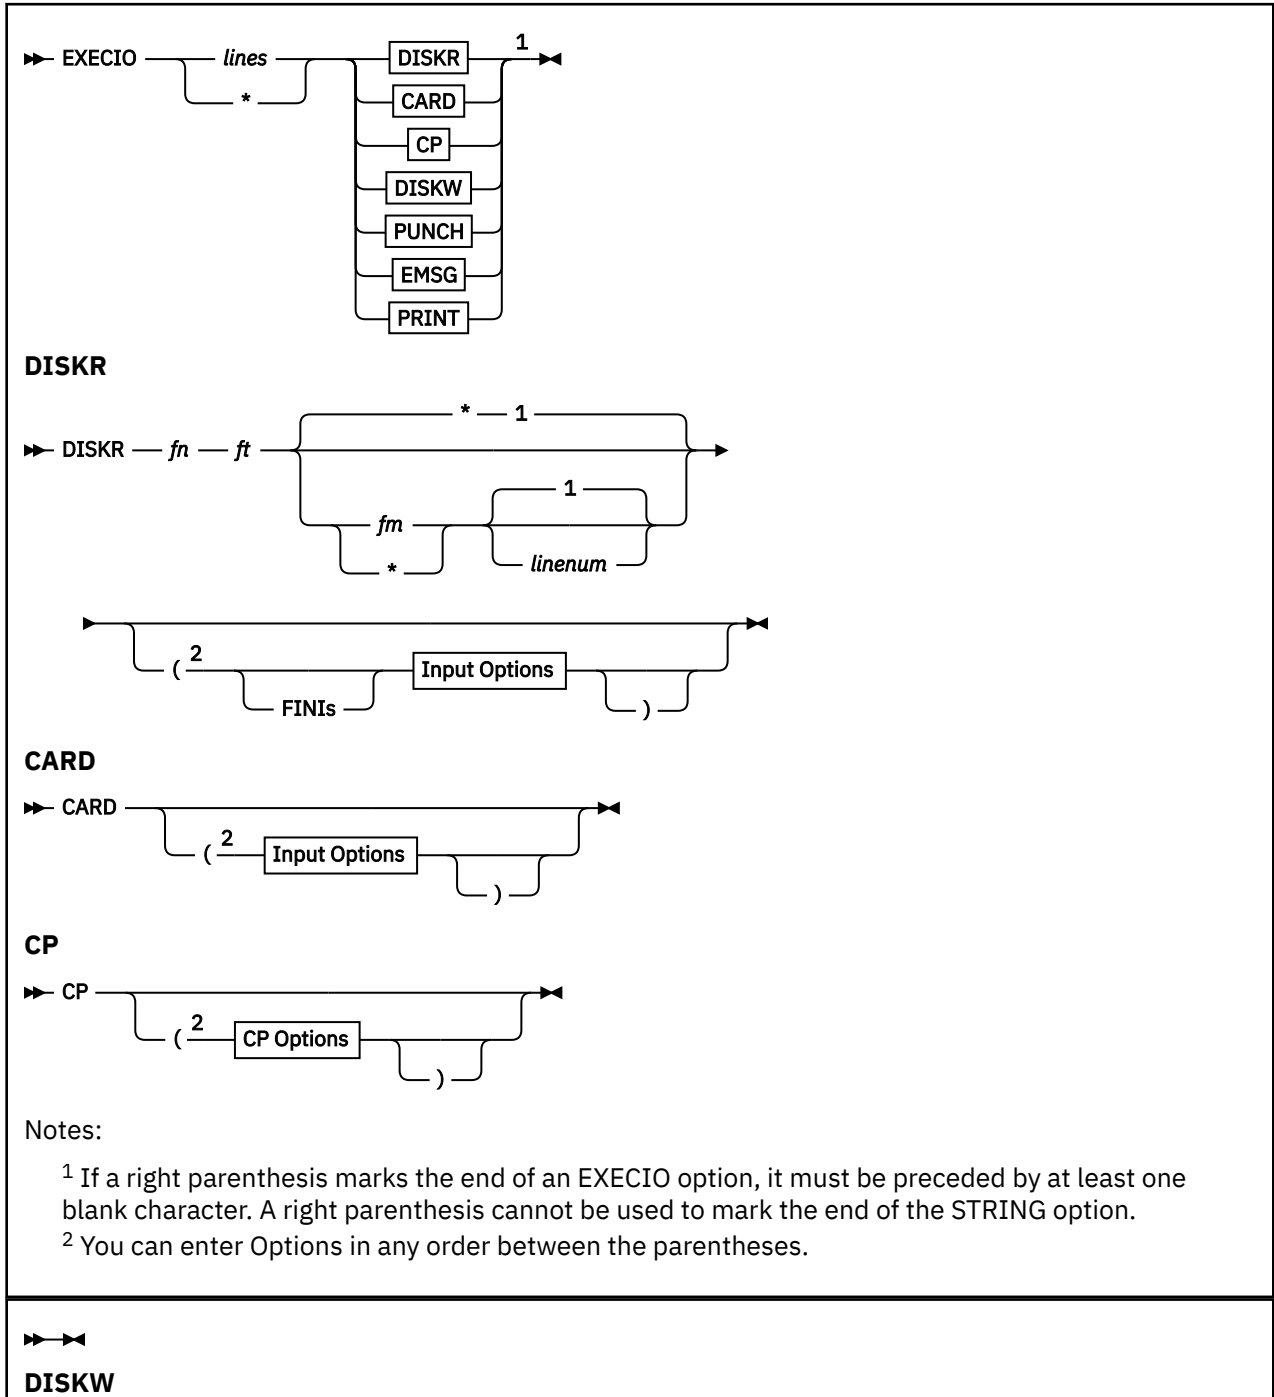 EXECIO lines DISKR 1
* CARD
CP
DISKW
PUNCH
EMSG
PRINT
DISKR
* 1
DISKR fn ft
1
fm
* linenum
( 2 Input Options
FINIs )
CARD
CARD
( 2 Input Options
)
CP
CP
( 2 CP Options
)
Notes:
1 If a right parenthesis marks the end of an EXECIO option, it must be preceded by at least one
blank character. A right parenthesis cannot be used to mark the end of the STRING option.
2 You can enter Options in any order between the parentheses.
DISKW